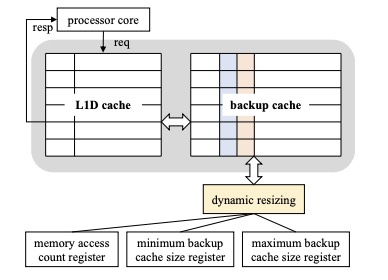 processor core
resp
req
L1D cache
backup cache
dynamic resizing
memory access
count register
minimum backup
cache size register
maximum backup
cache size register